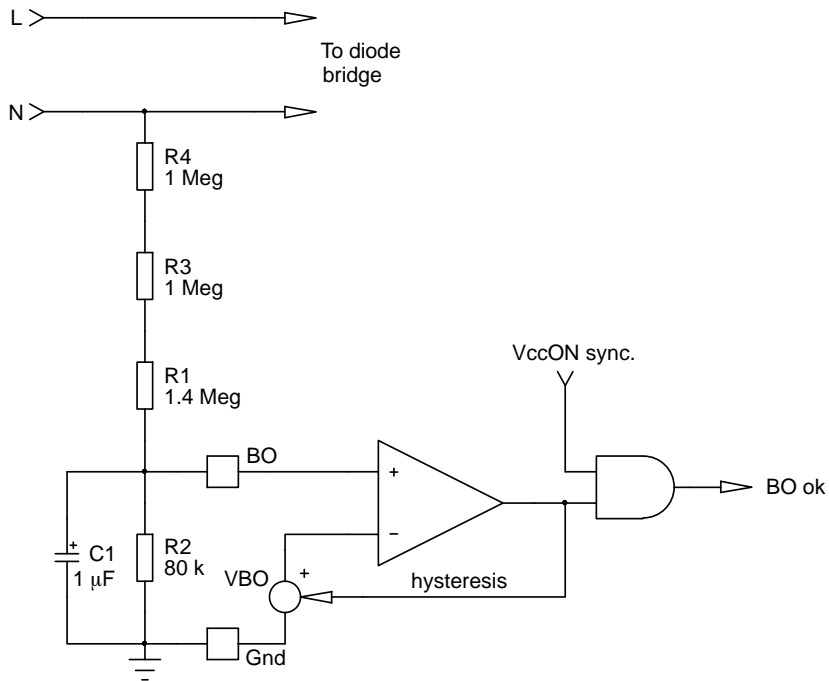 L
To diode
bridge
N
R4
1 Meg
R3
1 Meg
R1
1.4 Meg
VccON sync.
BO
+
−
BO ok
+
C1
1 μF
R2
80 k
VBO
+
hysteresis
Gnd